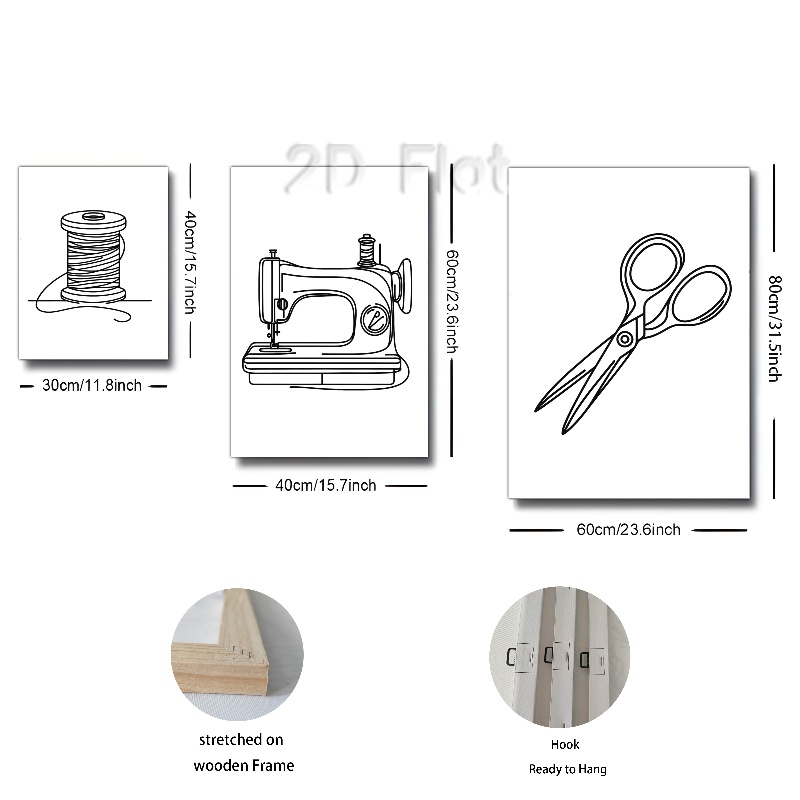 2D Flat
40cm/15.7inch
60cm/23.6inch
80cm/31.5inch
30cm/11.8inch
40cm/15.7inch
60cm/23.6inch
stretched on
wooden Frame
Hook
Ready to Hang